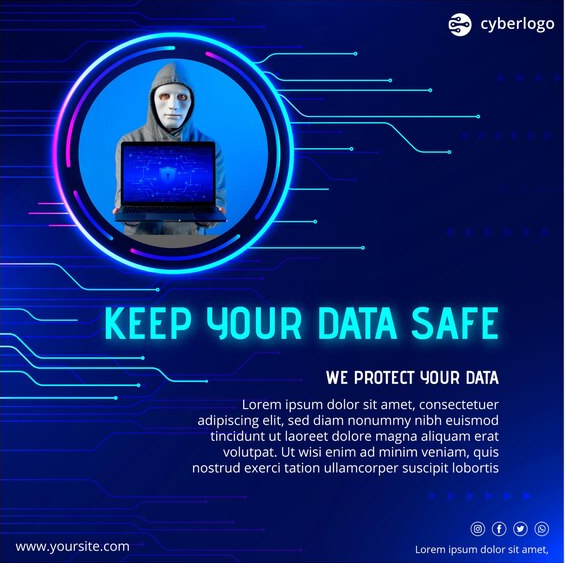 cyberlogo
KEEP YOUR DATA SAFE
WE PROTECT YOUR DATA
Lorem ipsum dolor sit amet, consectetuer
adipiscing elit, sed diam nonummy nibh euismod
tincidunt ut laoreet dolore magna aliquam erat
volutpat. Ut wisi enim ad minim veniam, quis
nostrud exerci tation ullamcorper suscipit lobortis
www.yoursite.com
Lorem ipsum dolor sit amet,